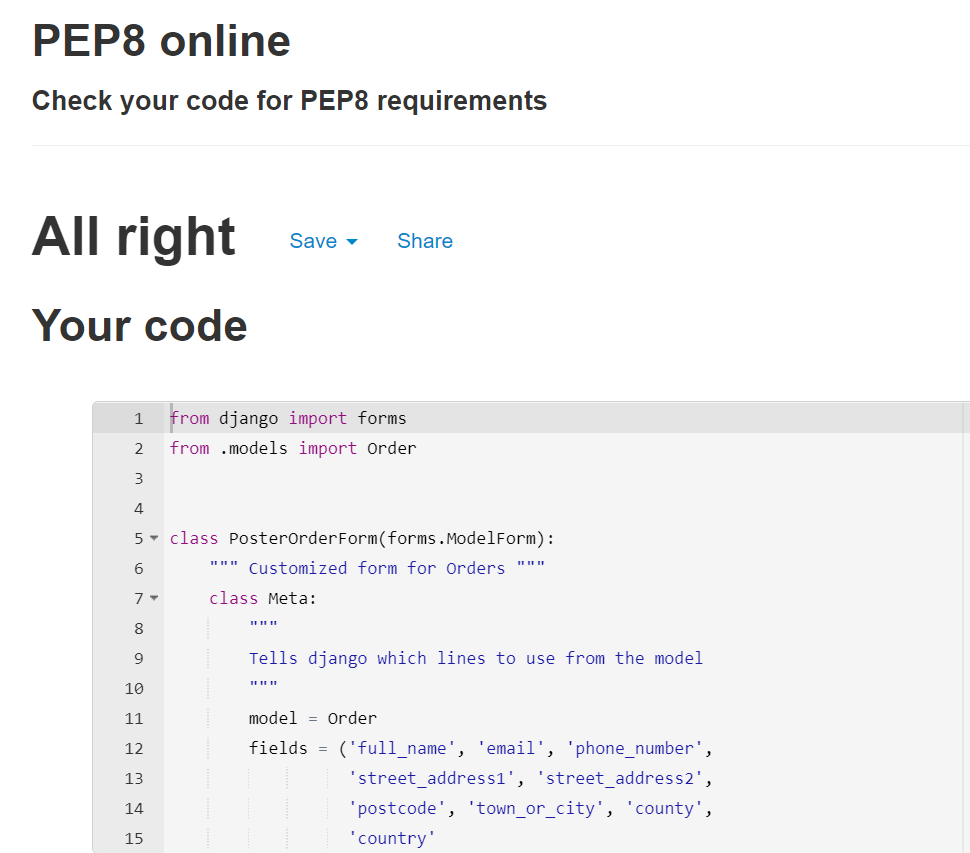 PEP8 online
Check your code for PEP8 requirements
All right Save Share
Your code
1 from django import forms
2 from .models import Order
3
4
5 class PosterOrderForm(forms.ModelForm):
6     """ Customized form for Orders """
7     class Meta:
8         """
9         Tells django which lines to use from the model
10         """
11         model = Order
12         fields = ('full_name', 'email', 'phone_number',
13                   'street_address1', 'street_address2',
14                   'postcode', 'town_or_city', 'county',
15                   'country'